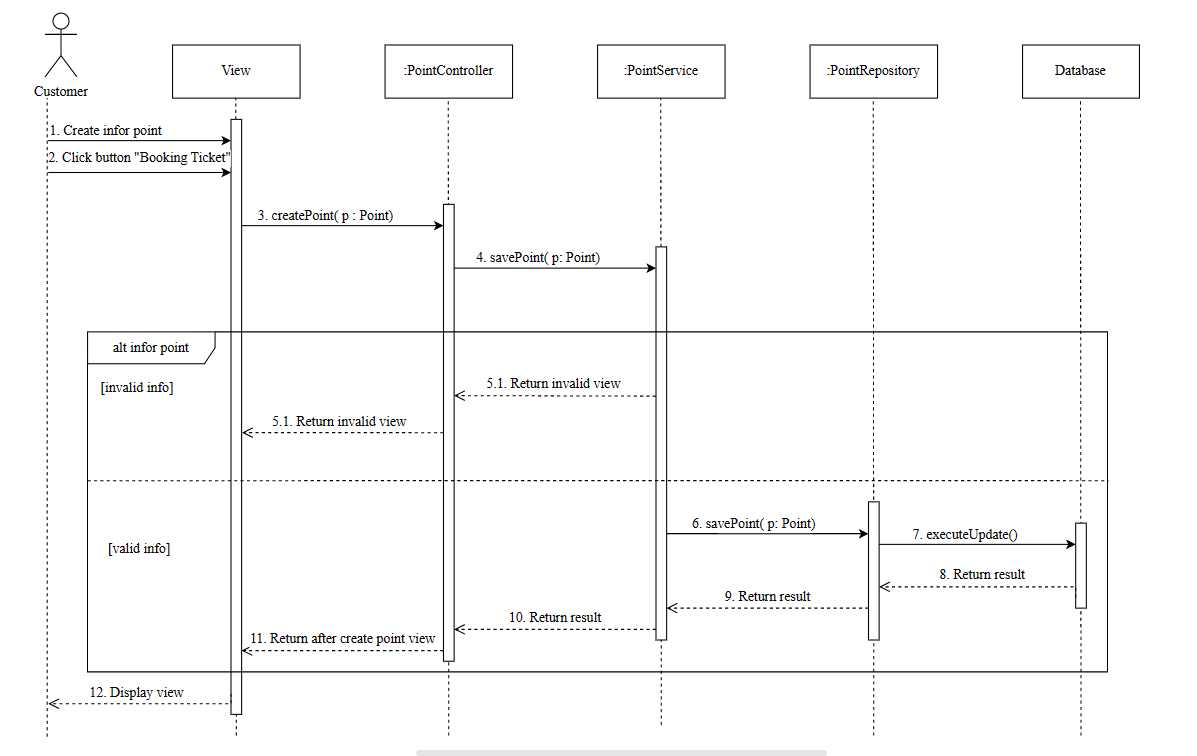 View
:PointController
:PointService
:PointRepository
Database
Customer
1. Create infor point
2. Click button "Booking Ticket"
3. createPoint( p : Point)
4. savePoint( p: Point)
alt infor point
[invalid info]
5.1. Return invalid view
5.1. Return invalid view
6. savePoint( p: Point)
7. executeUpdate()
[valid info]
8. Return result
9. Return result
10. Return result
11. Return after create point view
12. Display view